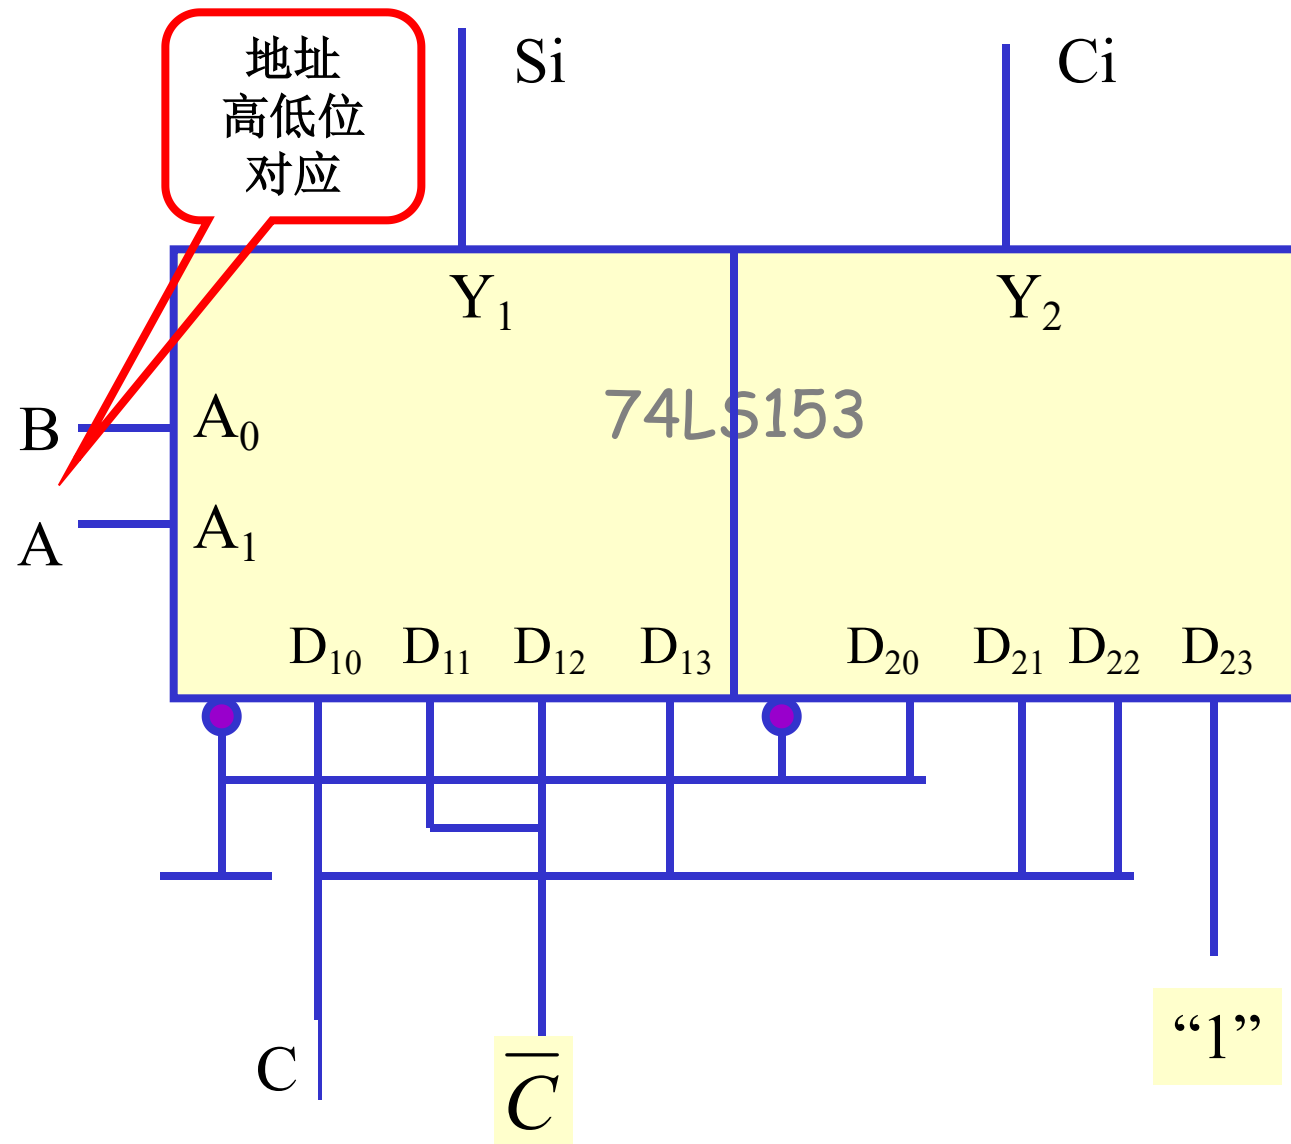 地址
高低位
对应
Si
Ci
Y₁
Y₂
74LS153
B
A₀
A
A₁
D₁₀ D₁₁ D₁₂ D₁₃ D₂₀ D₂₁ D₂₂ D₂₃
C
C̅
“1”